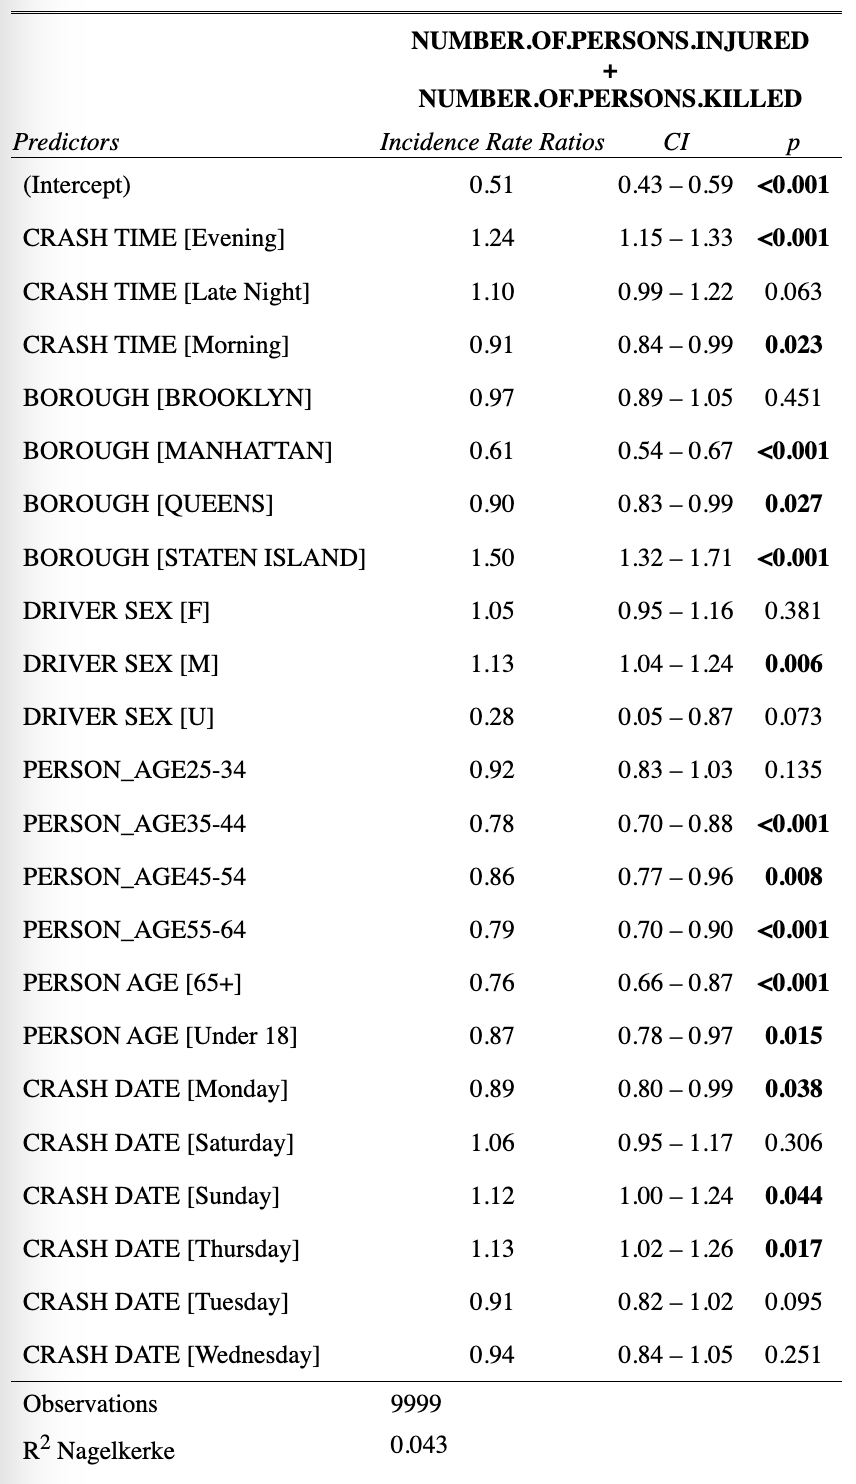 NUMBER.OF.PERSONS.INJURED
+
NUMBER.OF.PERSONS.KILLED
Predictors Incidence Rate Ratios CI p
(Intercept) 0.51 0.43 – 0.59 <0.001
CRASH TIME [Evening] 1.24 1.15 – 1.33 <0.001
CRASH TIME [Late Night] 1.10 0.99 – 1.22 0.063
CRASH TIME [Morning] 0.91 0.84 – 0.99 0.023
BOROUGH [BROOKLYN] 0.97 0.89 – 1.05 0.451
BOROUGH [MANHATTAN] 0.61 0.54 – 0.67 <0.001
BOROUGH [QUEENS] 0.90 0.83 – 0.99 0.027
BOROUGH [STATEN ISLAND] 1.50 1.32 – 1.71 <0.001
DRIVER SEX [F] 1.05 0.95 – 1.16 0.381
DRIVER SEX [M] 1.13 1.04 – 1.24 0.006
DRIVER SEX [U] 0.28 0.05 – 0.87 0.073
PERSON_AGE25-34 0.92 0.83 – 1.03 0.135
PERSON_AGE35-44 0.78 0.70 – 0.88 <0.001
PERSON_AGE45-54 0.86 0.77 – 0.96 0.008
PERSON_AGE55-64 0.79 0.70 – 0.90 <0.001
PERSON AGE [65+] 0.76 0.66 – 0.87 <0.001
PERSON AGE [Under 18] 0.87 0.78 – 0.97 0.015
CRASH DATE [Monday] 0.89 0.80 – 0.99 0.038
CRASH DATE [Saturday] 1.06 0.95 – 1.17 0.306
CRASH DATE [Sunday] 1.12 1.00 – 1.24 0.044
CRASH DATE [Thursday] 1.13 1.02 – 1.26 0.017
CRASH DATE [Tuesday] 0.91 0.82 – 1.02 0.095
CRASH DATE [Wednesday] 0.94 0.84 – 1.05 0.251
Observations 9999
R² Nagelkerke 0.043